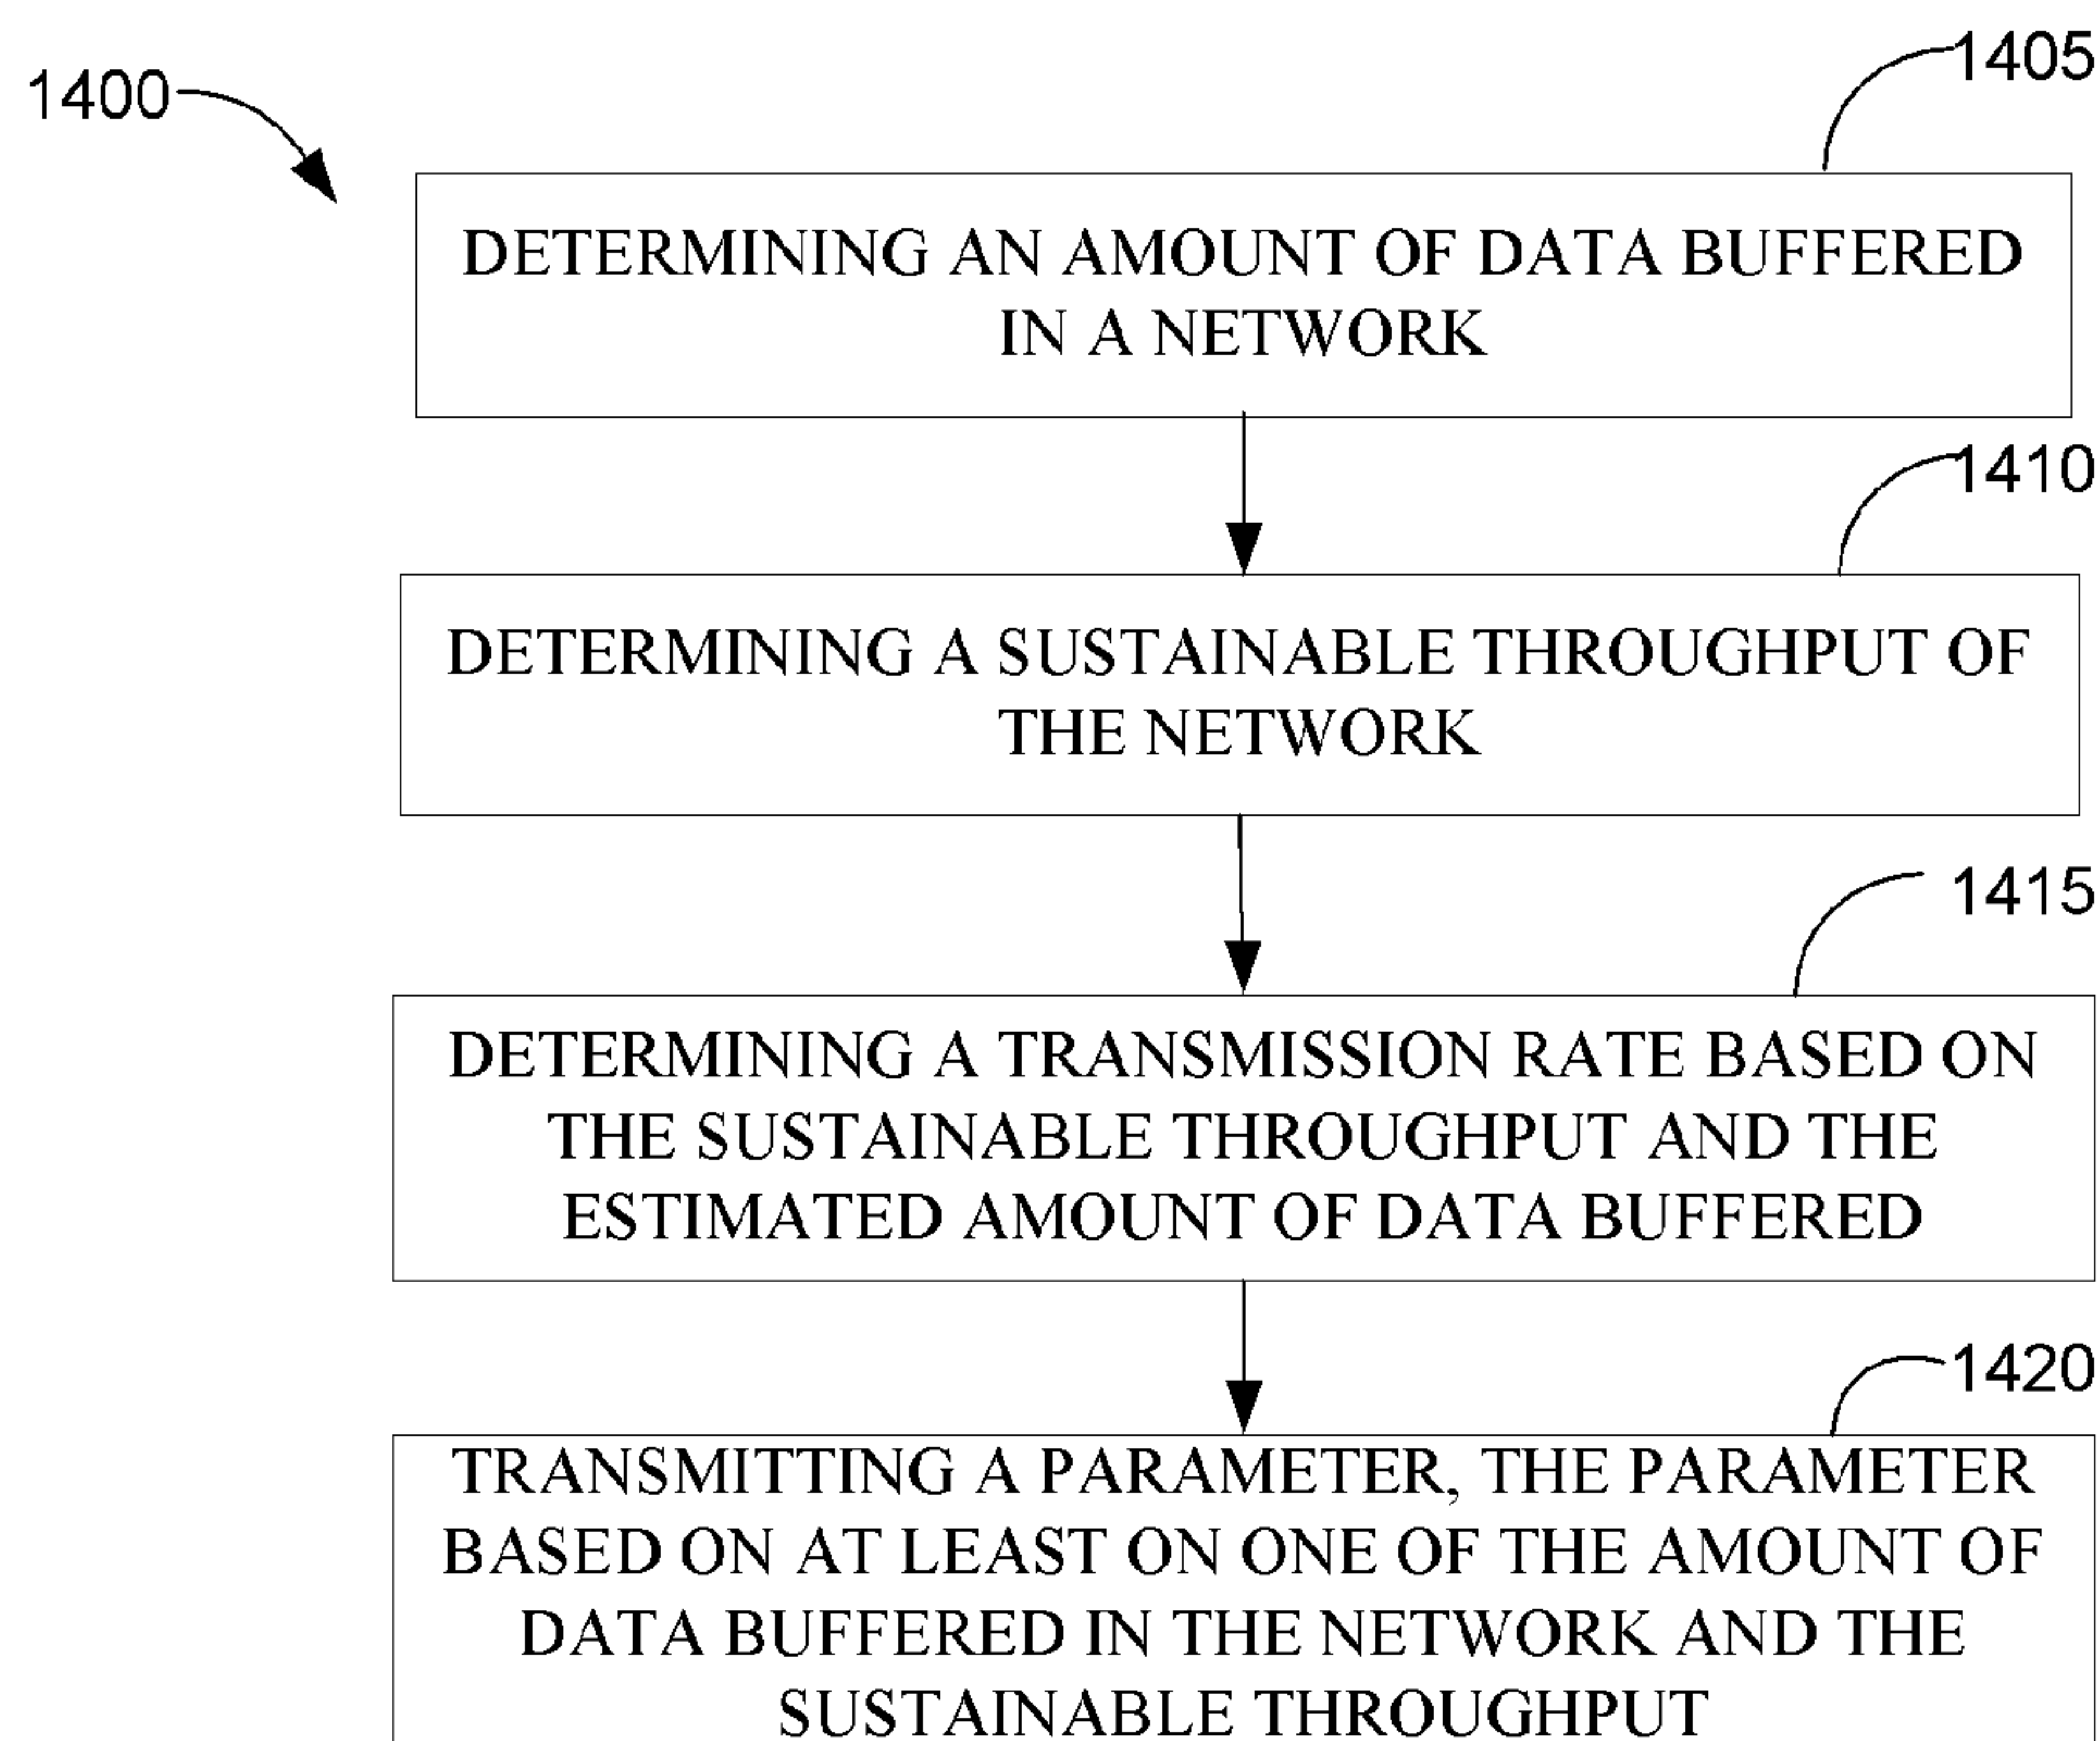 1400
1405
DETERMINING AN AMOUNT OF DATA BUFFERED
IN A NETWORK
1410
DETERMINING A SUSTAINABLE THROUGHPUT OF
THE NETWORK
1415
DETERMINING A TRANSMISSION RATE BASED ON
THE SUSTAINABLE THROUGHPUT AND THE
ESTIMATED AMOUNT OF DATA BUFFERED
1420
TRANSMITTING A PARAMETER, THE PARAMETER
BASED ON AT LEAST ON ONE OF THE AMOUNT OF
DATA BUFFERED IN THE NETWORK AND THE
SUSTAINABLE THROUGHPUT